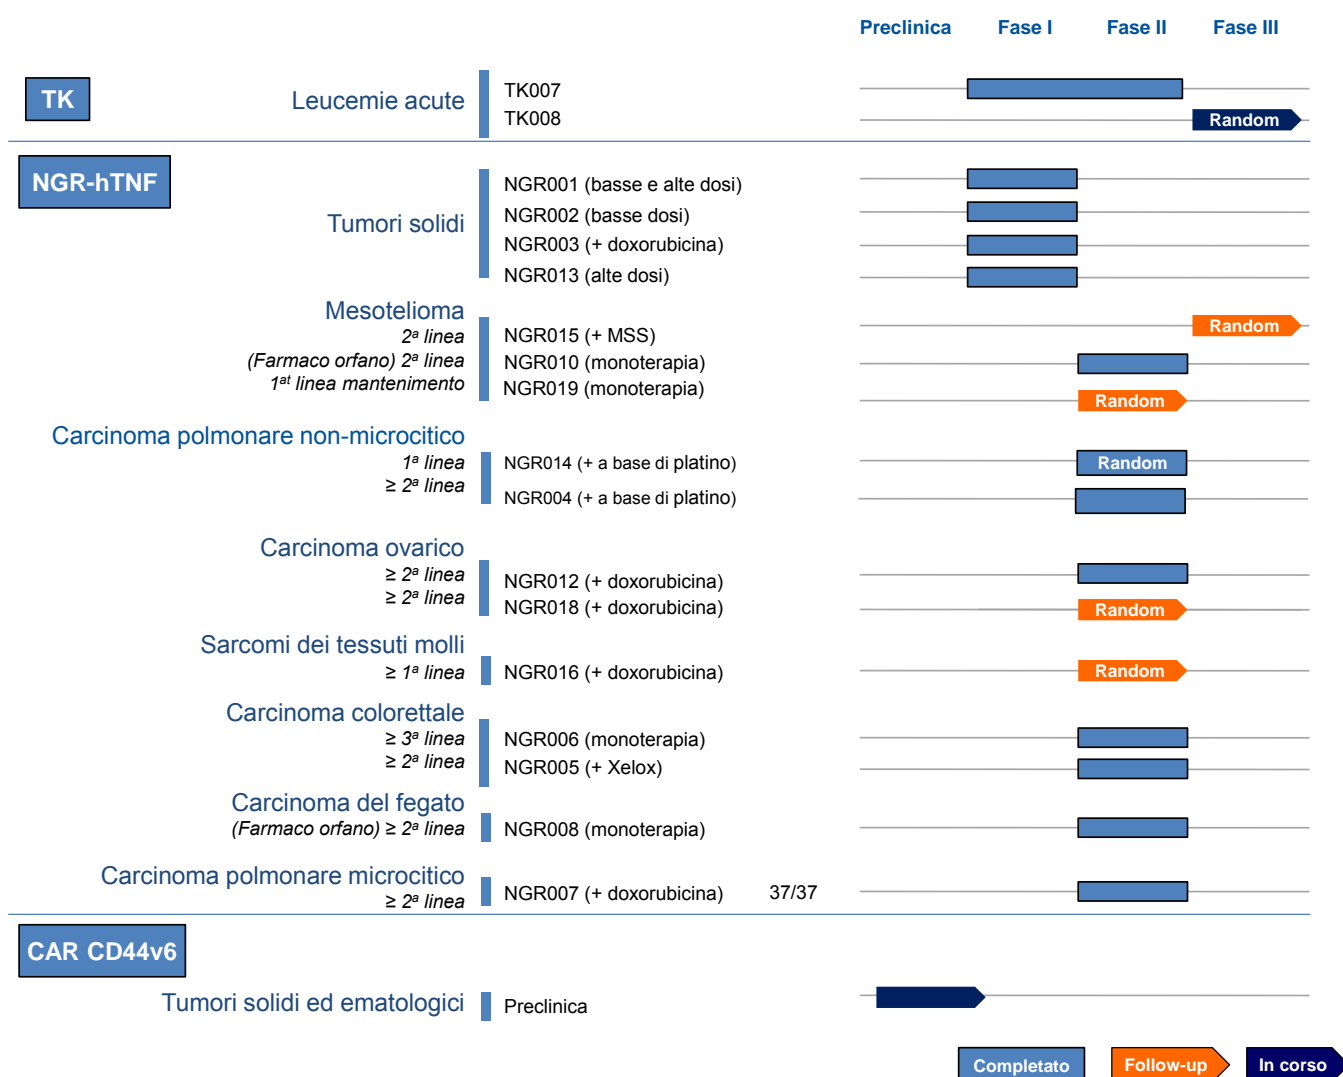 Preclinica Fase I Fase II Fase III
TK
Leucemie acute
TK007
TK008
Random
NGR-hTNF
Tumori solidi
NGR001 (basse e alte dosi)
NGR002 (basse dosi)
NGR003 (+ doxorubicina)
NGR013 (alte dosi)
Mesotelioma
2ª linea
NGR015 (+ MSS)
Random
(Farmaco orfano) 2ª linea
NGR010 (monoterapia)
1at linea mantenimento
NGR019 (monoterapia)
Random
Carcinoma polmonare non-microcitico
1ª linea
NGR014 (+ a base di platino)
Random
≥ 2ª linea
NGR004 (+ a base di platino)
Carcinoma ovarico
≥ 2ª linea
NGR012 (+ doxorubicina)
≥ 2ª linea
NGR018 (+ doxorubicina)
Random
Sarcomi dei tessuti molli
≥ 1ª linea
NGR016 (+ doxorubicina)
Random
Carcinoma colorettale
≥ 3ª linea
NGR006 (monoterapia)
≥ 2ª linea
NGR005 (+ Xelox)
Carcinoma del fegato
(Farmaco orfano) ≥ 2ª linea
NGR008 (monoterapia)
Carcinoma polmonare microcitico
≥ 2ª linea
NGR007 (+ doxorubicina) 37/37
CAR CD44v6
Tumori solidi ed ematologici
Preclinica
Completato Follow-up In corso